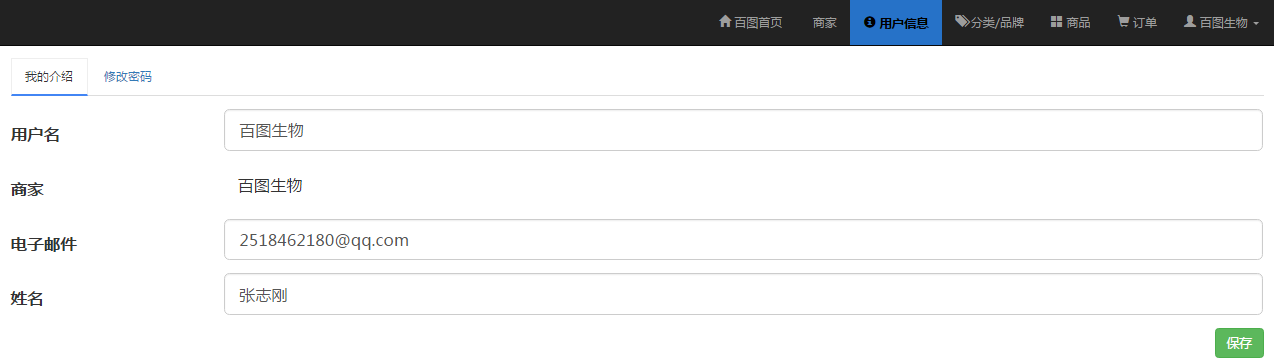 百图首页 商家 用户信息 分类/品牌 商品 订单 百图生物
我的介绍 修改密码
用户名 百图生物
商家 百图生物
电子邮件 2518462180@qq.com
姓名 张志刚
保存